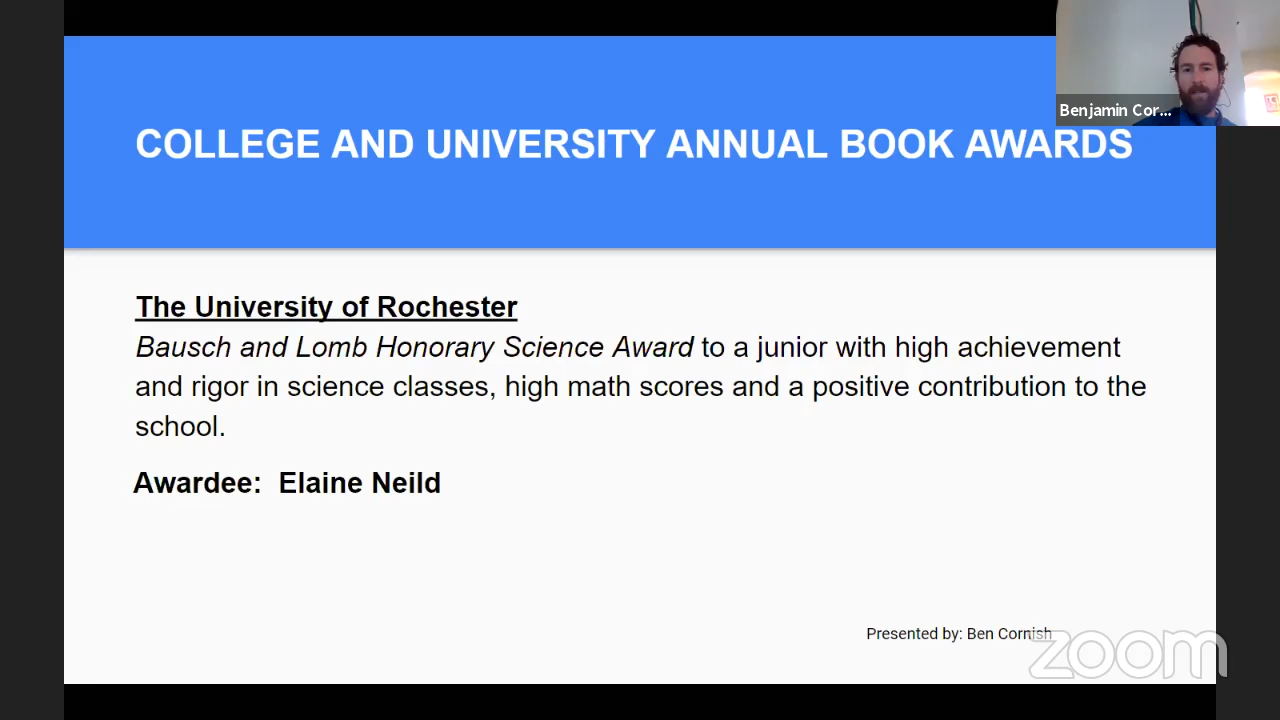 Benjamin Cor...
COLLEGE AND UNIVERSITY ANNUAL BOOK AWARDS
The University of Rochester
Bausch and Lomb Honorary Science Award to a junior with high achievement
and rigor in science classes, high math scores and a positive contribution to the
school.
Awardee: Elaine Neild
Presented by: Ben Cornish
zoom